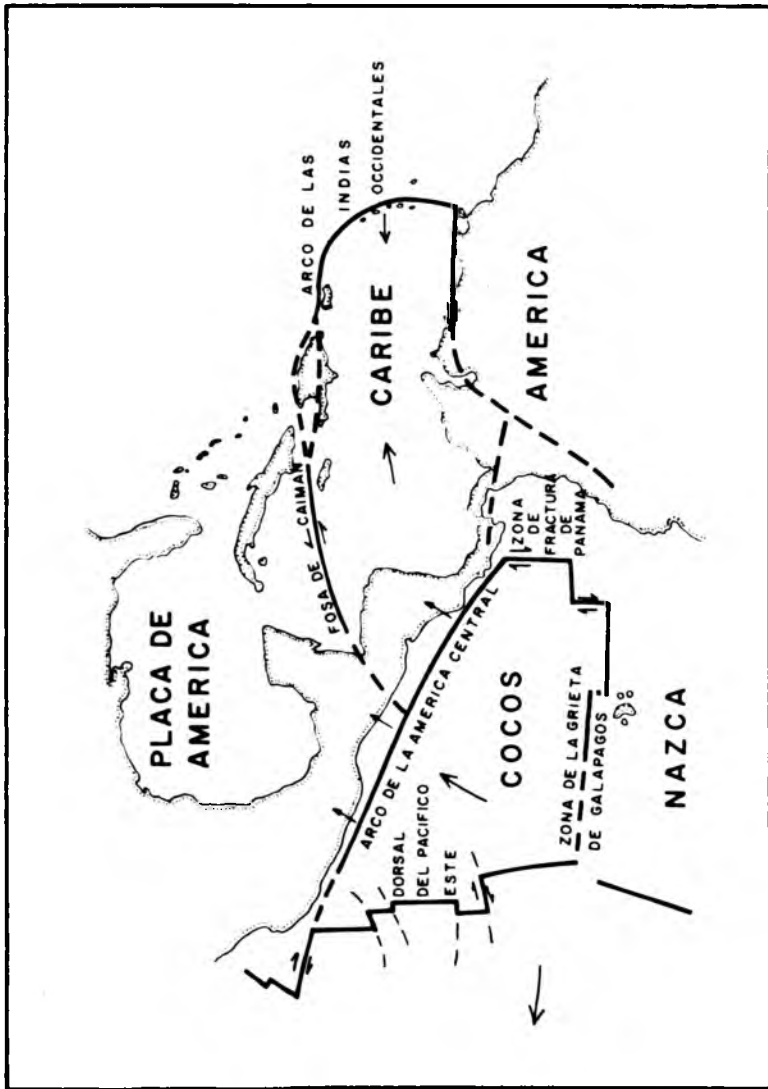 PLACA DE
AMERICA
ARCO DE LAS
INDIAS
OCCIDENTALES
FOSA DE CAIMAN
CARIBE
AMERICA
ARCO DE LA AMERICA CENTRAL
ZONA
DE
FRACTURA
DE
PANAMA
DORSAL
DEL PACIFICO
ESTE
COCOS
ZONA DE LA GRIETA
DE GALAPAGOS
NAZCA